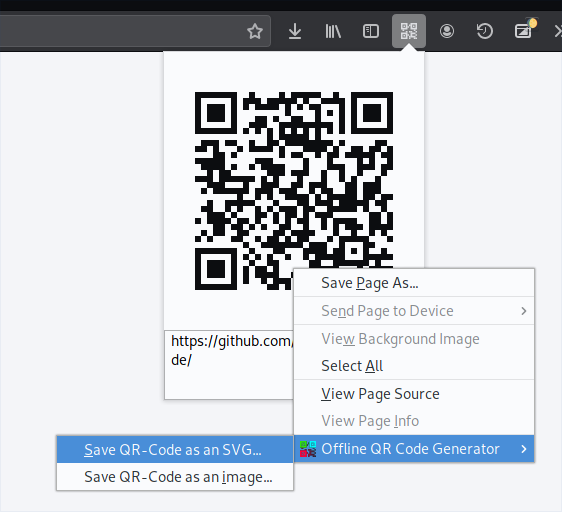 Save Page As...
Send Page to Device
View Background Image
https://github.com/
Select All
de/
View Page Source
View Page Info
Offline QR Code Generator
Save QR-Code as an SVG...
Save QR-Code as an image...